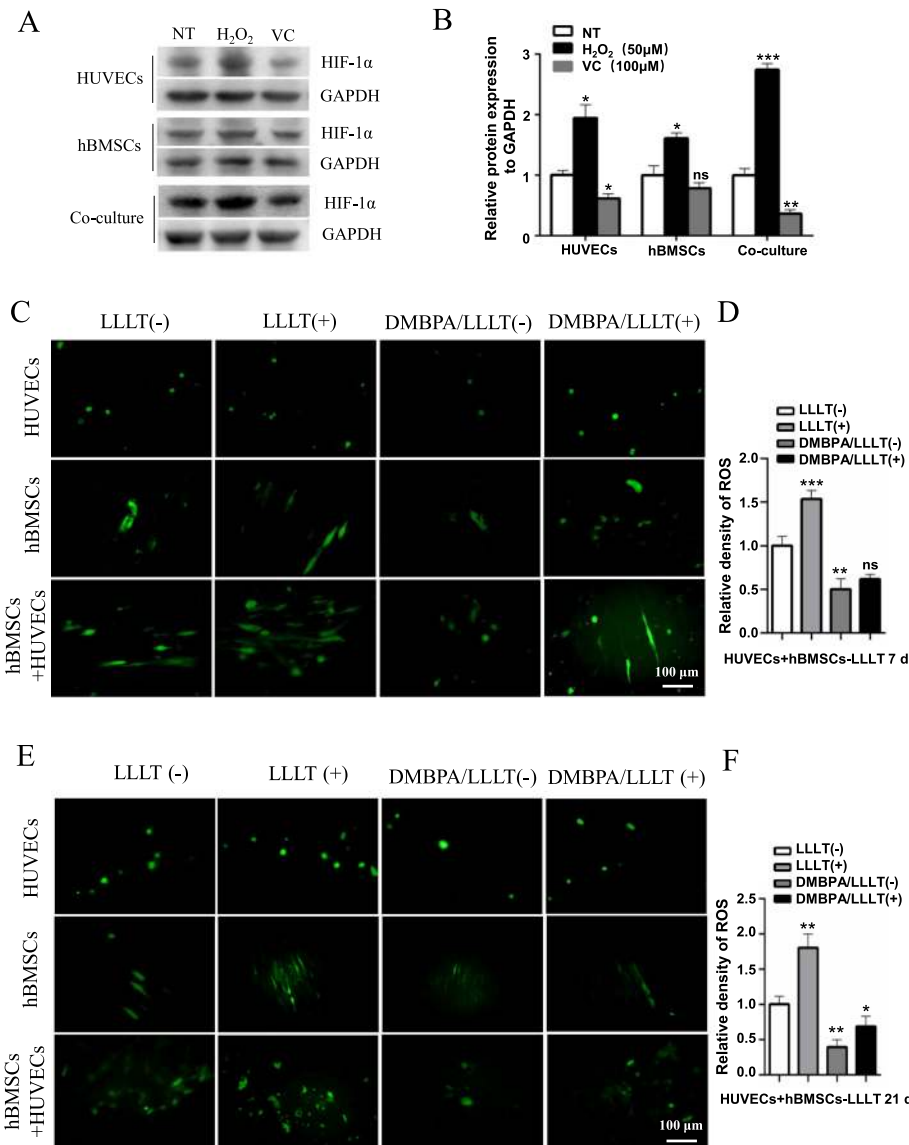 A
NT H₂O₂ VC
HUVECs
HIF-1α
GAPDH
hBMSCs
HIF-1α
GAPDH
Co-culture
HIF-1α
GAPDH
B
NT
H₂O₂ (50μM)
VC (100μM)
Relative protein expression
to GAPDH
3
2
1
0
* * * ns *** **
HUVECs hBMSCs Co-culture
C
LLLT(-) LLLT(+) DMBPA/LLLT(-) DMBPA/LLLT(+)
HUVECs
hBMSCs
hBMSCs
+HUVECs
100 μm
D
LLLT(-)
LLLT(+)
DMBPA/LLLT(-)
DMBPA/LLLT(+)
Relative density of ROS
2.0
1.5
1.0
0.5
0.0
*** ** ns
HUVECs+hBMSCs-LLLT 7 d
E
LLLT (-) LLLT (+) DMBPA/LLLT(-) DMBPA/LLLT (+)
HUVECs
hBMSCs
hBMSCs
+HUVECs
100 μm
F
LLLT(-)
LLLT(+)
DMBPA/LLLT(-)
DMBPA/LLLT(+)
Relative density of ROS
2.5
2.0
1.5
1.0
0.5
0.0
** ** *
HUVECs+hBMSCs-LLLT 21 d